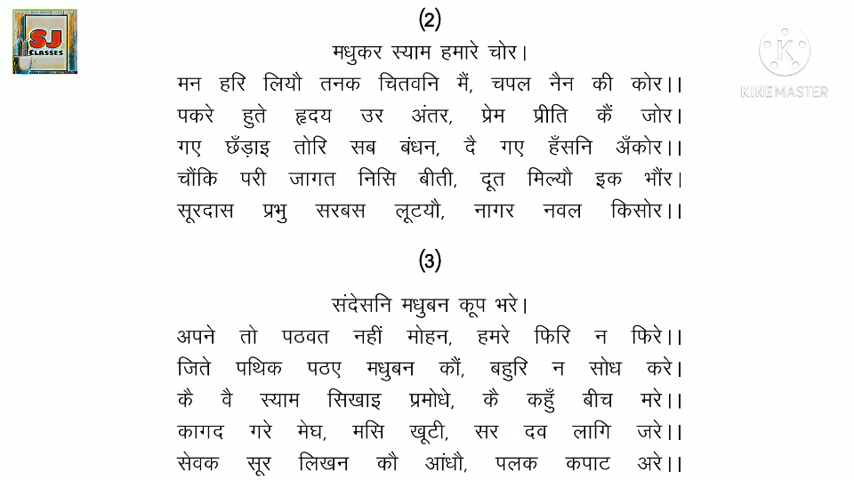 SJ
CLASSES
K
KINEMASTER
(2)
मधुकर स्याम हमारे चोर।
मन हरि लियौ तनक चितवनि मैं, चपल नैन की कोर।।
पकरे हुते हृदय उर अंतर, प्रेम प्रीति कैं जोर।
गए छँड़ाइ तोरि सब बंधन, दै गए हँसनि अँकोर।।
चौंकि परी जागत निसि बीती, दूत मिल्यौ इक भौंर।
सूरदास प्रभु सरबस लूटयौ, नागर नवल किसोर।।
(3)
संदेसनि मधुबन कूप भरे।
अपने तो पठवत नहीं मोहन, हमरे फिरि न फिरे।।
जिते पथिक पठए मधुबन कौं, बहुरि न सोध करे।
कै वै स्याम सिखाइ प्रमोधे, कै कहुँ बीच मरे।।
कागद गरे मेघ, मसि खूटी, सर दव लागि जरे।।
सेवक सूर लिखन कौ आंधौ, पलक कपाट अरे।।